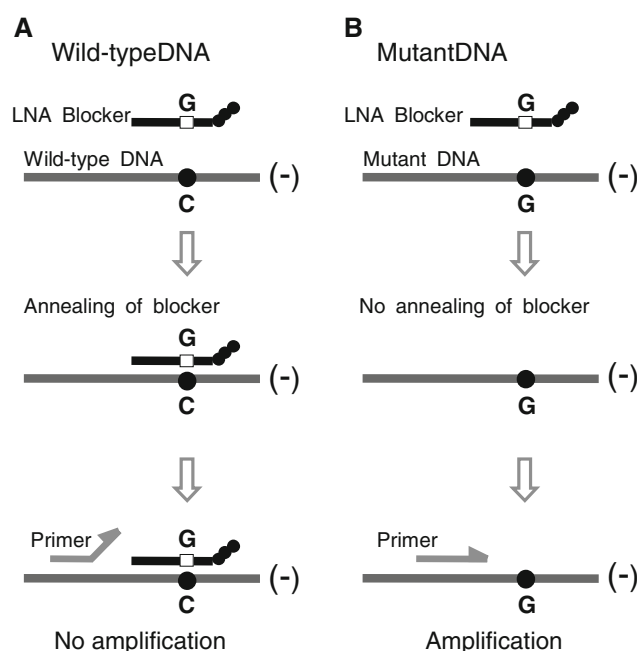 A
Wild-typeDNA
G
LNA Blocker
Wild-type DNA
(-)
C
Annealing of blocker
G
(-)
C
Primer
G
(-)
C
No amplification
B
MutantDNA
G
LNA Blocker
Mutant DNA
(-)
G
No annealing of blocker
(-)
G
Primer
(-)
G
Amplification